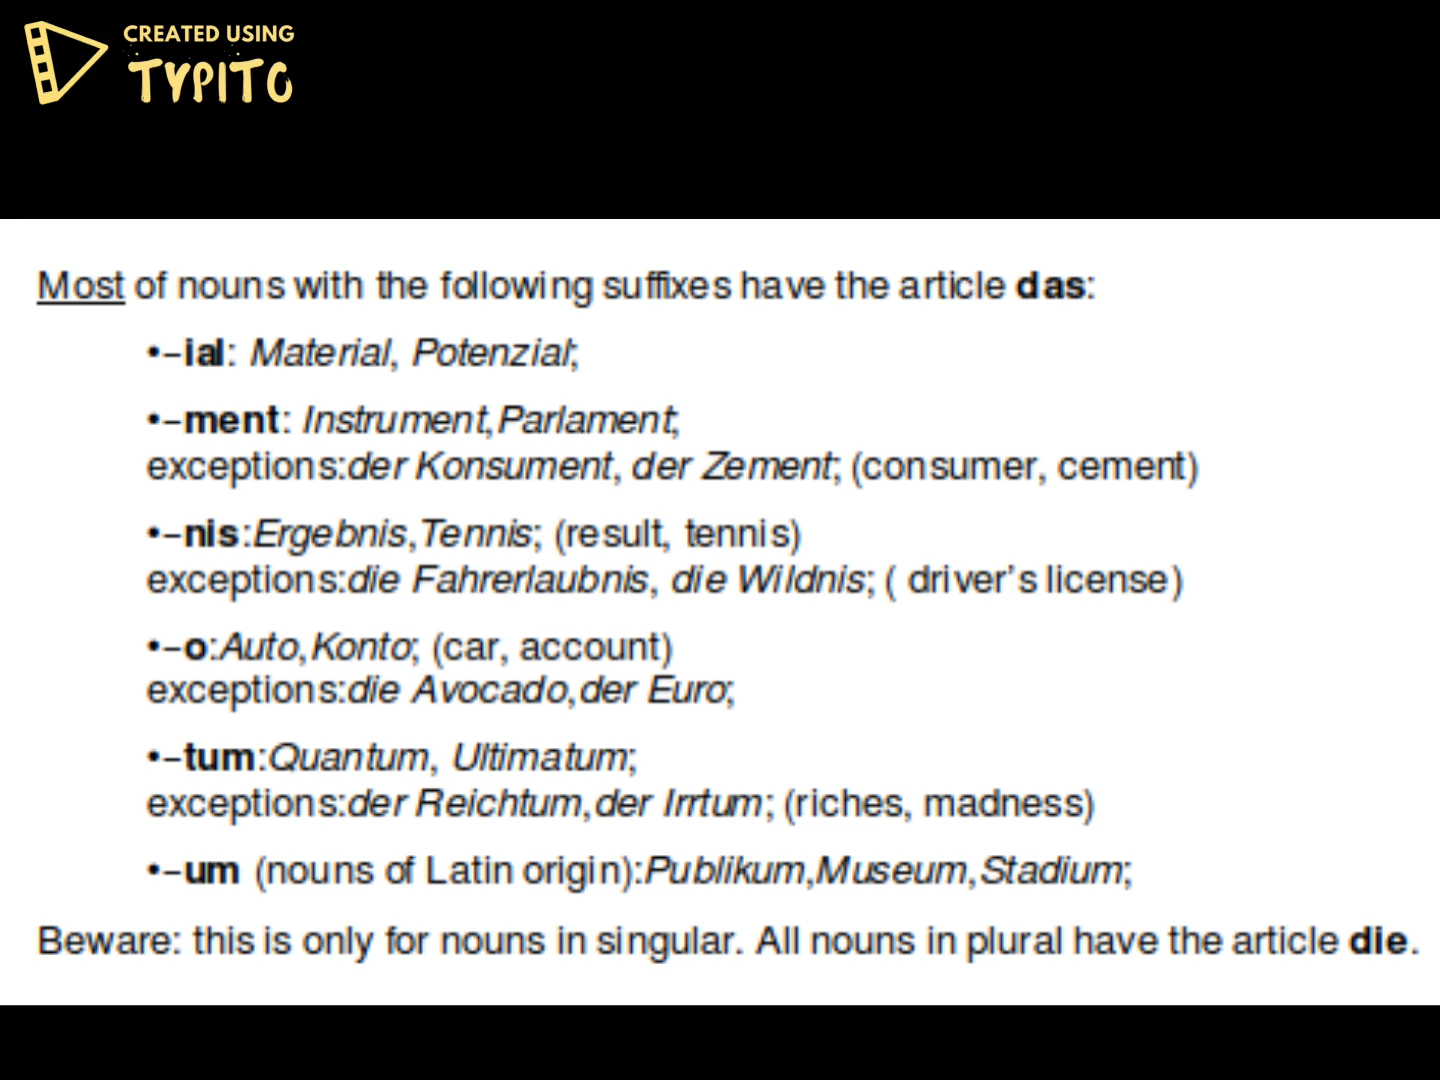 CREATED USING
TYPITO
Most of nouns with the following suffixes have the article das:
•–ial: Material, Potenzial;
•–ment: Instrument,Parlament;
exceptions:der Konsument, der Zement; (consumer, cement)
•–nis:Ergebnis,Tennis; (result, tennis)
exceptions:die Fahrerlaubnis, die Wildnis; ( driver's license)
•–o:Auto,Konto; (car, account)
exceptions:die Avocado,der Euro;
•–tum:Quantum, Ultimatum;
exceptions:der Reichtum,der Irrtum; (riches, madness)
•–um (nouns of Latin origin):Publikum,Museum,Stadium;
Beware: this is only for nouns in singular. All nouns in plural have the article die.